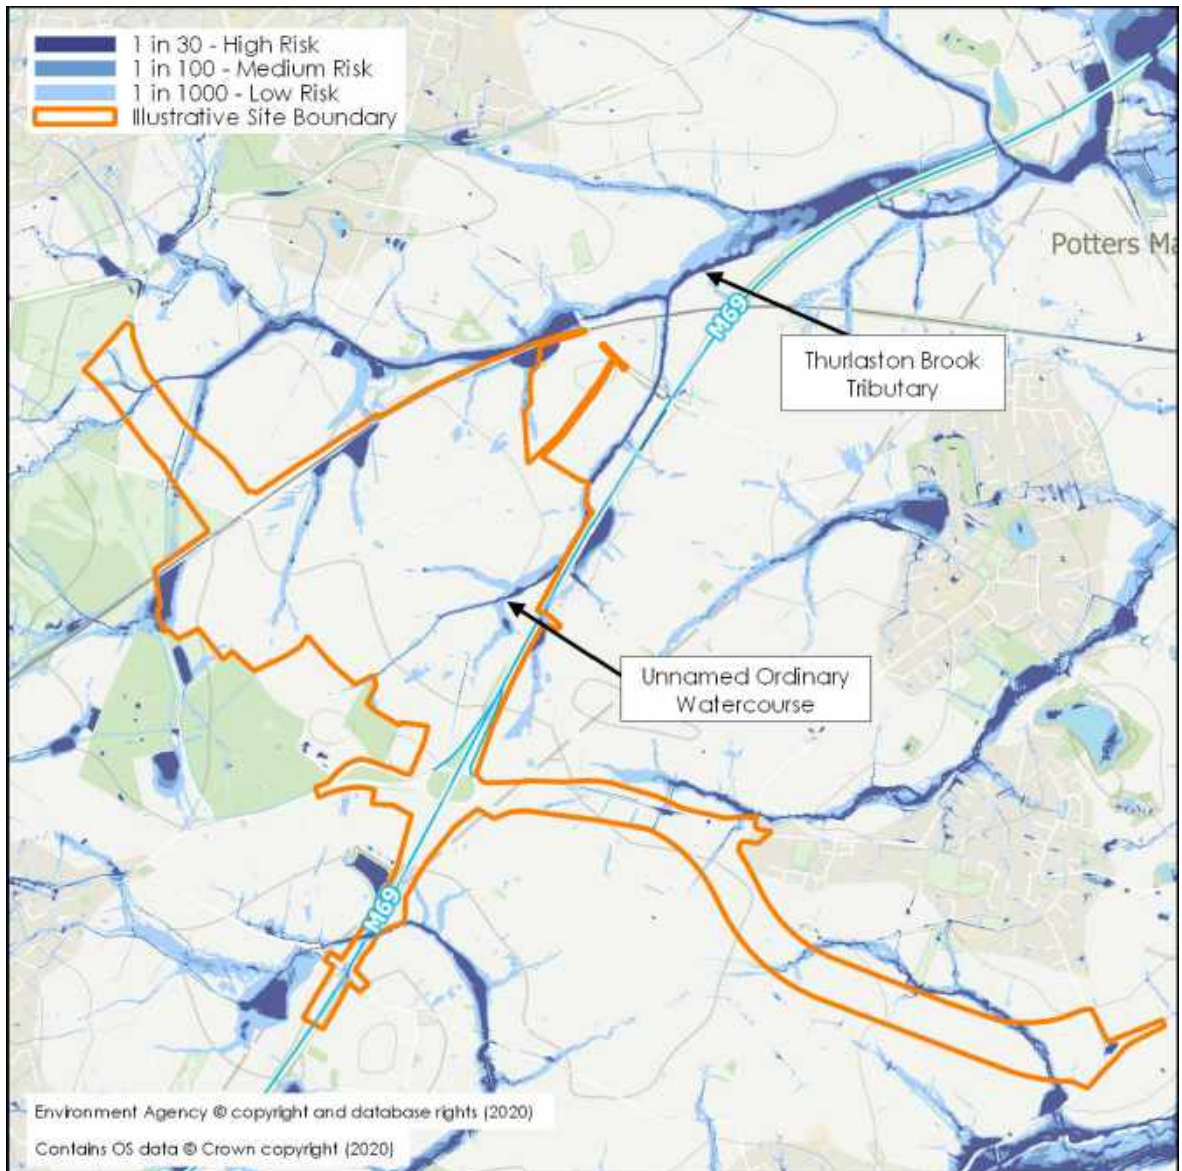 1 in 30 - High Risk
1 in 100 - Medium Risk
1 in 1000 - Low Risk
Illustrative Site Boundary
Potters Ma
M69
Thurlaston Brook
Tributary
Unnamed Ordinary
Watercourse
M69
Environment Agency © copyright and database rights (2020)
Contains OS data © Crown copyright (2020)